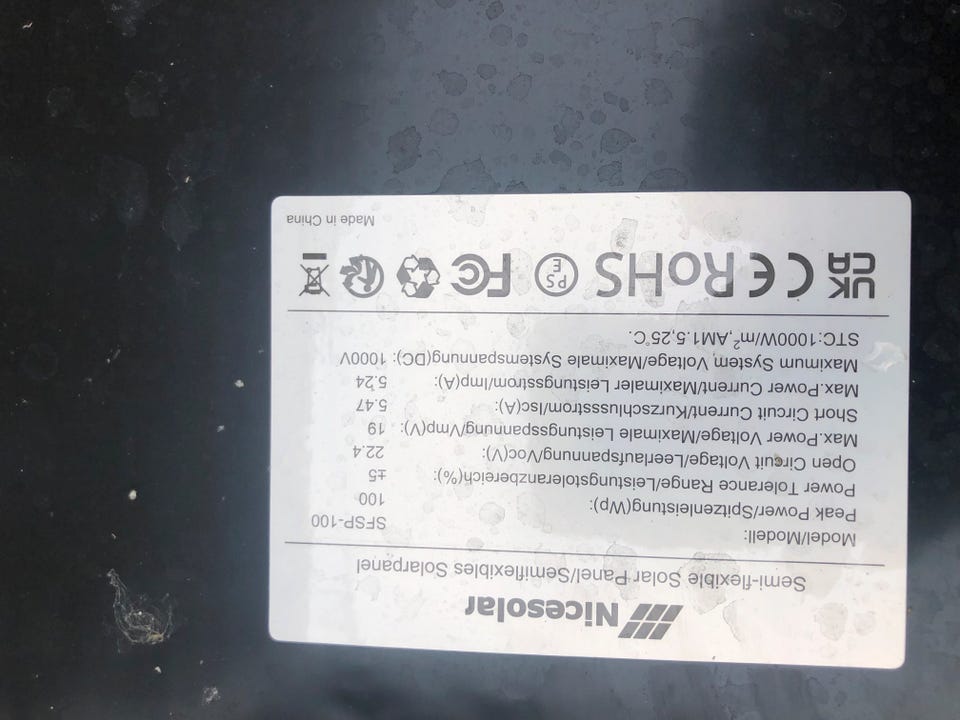 Nicesolar
Semi-flexible Solar Panel/Semiflexibles Solarpanel
Model/Modell: SFSP-100
Peak Power/Spitzenleistung(Wp): 100
Power Tolerance Range/Leistungstoleranzbereich(%): ±5
Open Circuit Voltage/Leerlaufspannung/Voc(V): 22.4
Max.Power Voltage/Maximale Leistungsspannung/Vmp(V): 19
Short Circuit Current/Kurzschlussstrom/Isc(A): 5.47
Max.Power Current/Maximaler Leistungsstrom/Imp(A): 5.24
Maximum System Voltage/Maximale Systemspannung(DC): 1000V
STC:1000W/m²,AM1.5,25°C.
UK CA CE RoHS PS E FC
Made in China